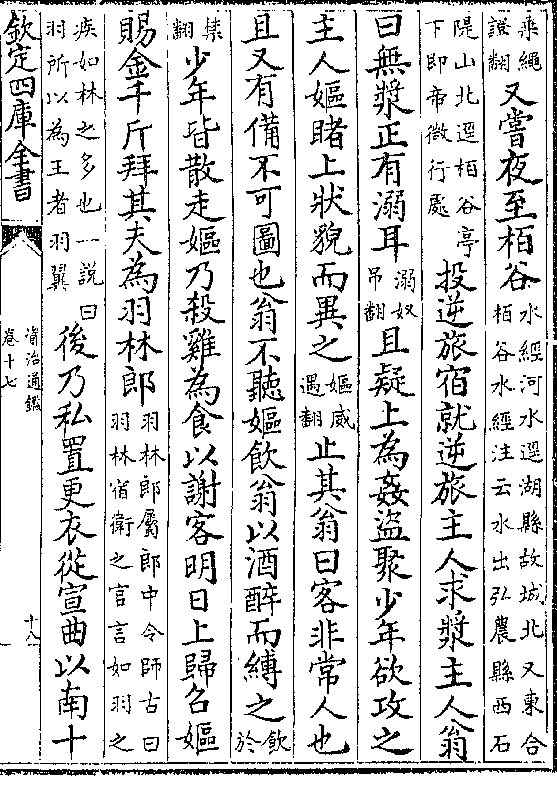 乘繩證翻又嘗夜至栢谷水經河水逕湖縣故城北又東合栢谷水經注云水出弘農縣西石
隄山北逕栢谷亭下即帝微行處投逆旅宿就逆旅主人求漿主人翁
曰無漿正有溺耳溺奴吊翻且疑上為姦盜聚少年欲攻之
主人嫗睹上狀貌而異之嫗威遇翻止其翁曰客非常人也
且又有備不可圖也翁不聽嫗飲翁以酒醉而縛之飲於
禁翻少年皆散走嫗乃殺雞為食以謝客明日上歸召嫗
賜金千斤拜其夫為羽林郎羽林郎屬郎中令師古曰羽林宿衛之官言如羽之
疾如林之多也一說曰羽所以為王者羽翼後乃私置更衣從宣曲以南十
欽定四庫全書
資治通鑑
卷十七
十八